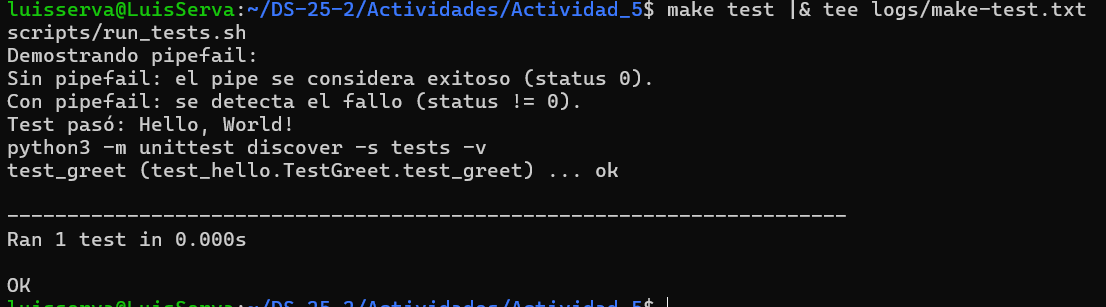 luisserva@LuisServa:~/DS-25-2/Actividades/Actividad_5$ make test |& tee logs/make-test.txt
scripts/run_tests.sh
Demostrando pipefail:
Sin pipefail: el pipe se considera exitoso (status 0).
Con pipefail: se detecta el fallo (status != 0).
Test pasó: Hello, World!
python3 -m unittest discover -s tests -v
test_greet (test_hello.TestGreet.test_greet) ... ok

----------------------------------------------------------------------
Ran 1 test in 0.000s

OK
luisserva@LuisServa:~/DS-25-2/Actividades/Actividad_5$